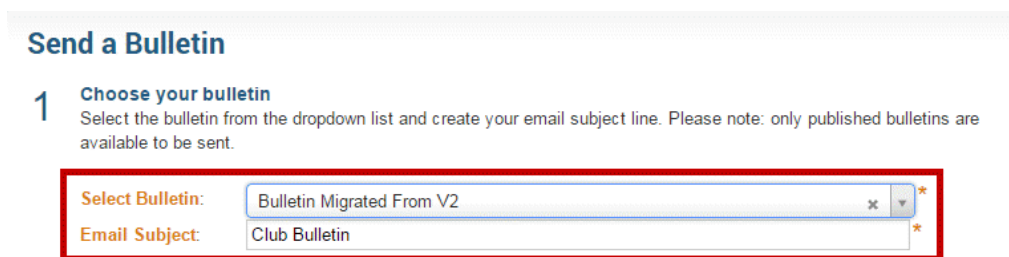 Send a Bulletin
1 Choose your bulletin
Select the bulletin from the dropdown list and create your email subject line. Please note: only published bulletins are
available to be sent.
Select Bulletin: Bulletin Migrated From V2 × *
Email Subject: Club Bulletin *